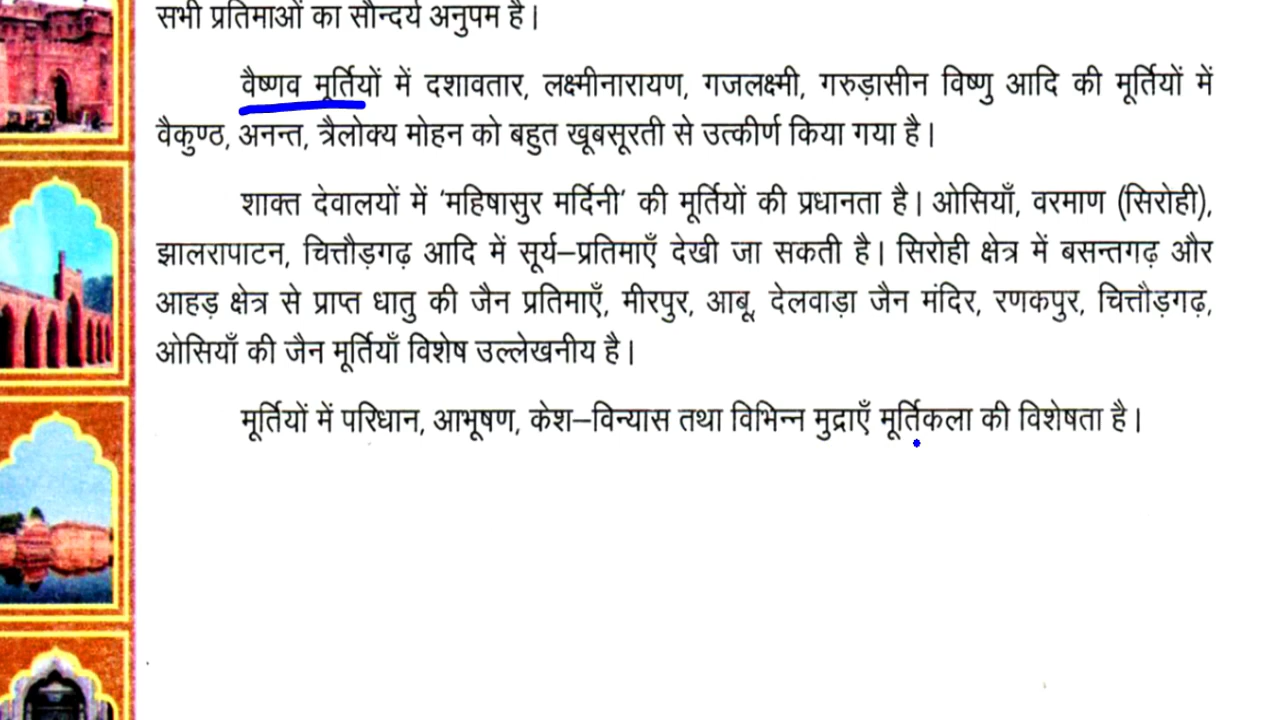 सभी प्रतिमाओं का सौन्दर्य अनुपम है।
वैष्णव मूर्तियों में दशावतार, लक्ष्मीनारायण, गजलक्ष्मी, गरुड़ासीन विष्णु आदि की मूर्तियों में
वैकुण्ठ, अनन्त, त्रैलोक्य मोहन को बहुत खूबसूरती से उत्कीर्ण किया गया है।
शाक्त देवालयों में 'महिषासुर मर्दिनी' की मूर्तियों की प्रधानता है। ओसियाँ, वरमाण (सिरोही),
झालरापाटन, चित्तौड़गढ़ आदि में सूर्य–प्रतिमाएँ देखी जा सकती है। सिरोही क्षेत्र में बसन्तगढ़ और
आहड़ क्षेत्र से प्राप्त धातु की जैन प्रतिमाएँ, मीरपुर, आबू, देलवाड़ा जैन मंदिर, रणकपुर, चित्तौड़गढ़,
ओसियाँ की जैन मूर्तियाँ विशेष उल्लेखनीय है।
मूर्तियों में परिधान, आभूषण, केश–विन्यास तथा विभिन्न मुद्राएँ मूर्तिकला की विशेषता है।